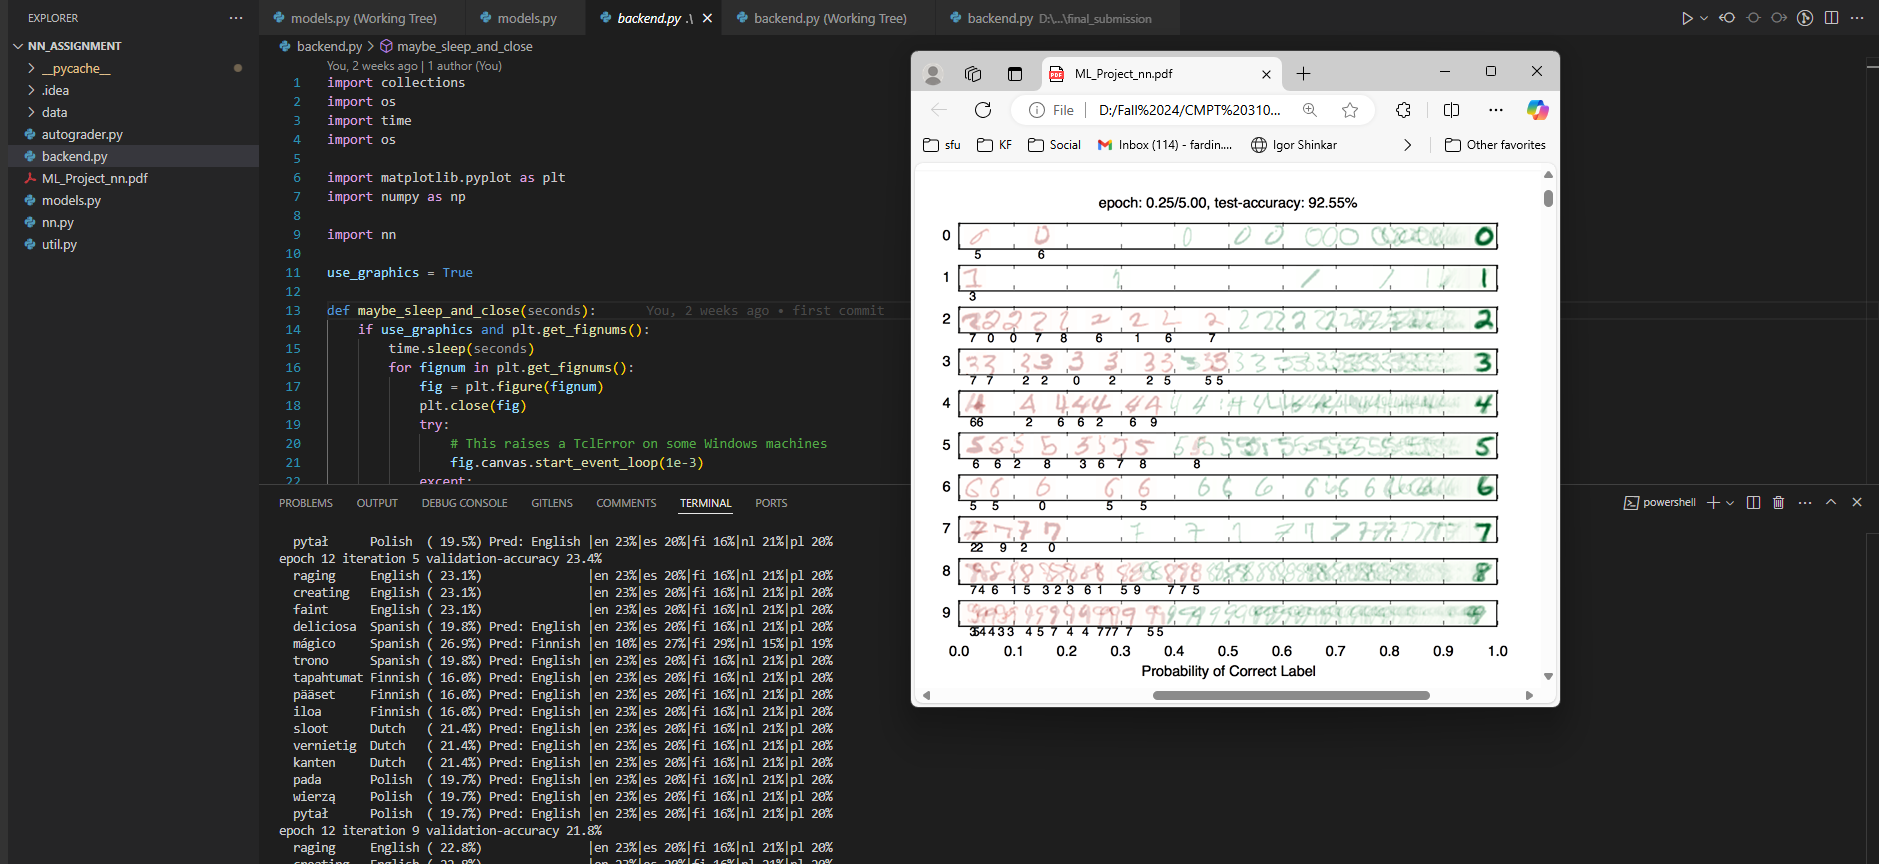 EXPLORER
NN_ASSIGNMENT
__pycache__
.idea
data
autograder.py
backend.py
ML_Project_nn.pdf
models.py
nn.py
util.py
models.py (Working Tree)
models.py
backend.py .\
backend.py (Working Tree)
backend.py D:\...\final_submission
backend.py > maybe_sleep_and_close
You, 2 weeks ago | 1 author (You)
1 import collections
2 import os
3 import time
4 import os
5
6 import matplotlib.pyplot as plt
7 import numpy as np
8
9 import nn
10
11 use_graphics = True
12
13 def maybe_sleep_and_close(seconds): You, 2 weeks ago • first commit
14 if use_graphics and plt.get_fignums():
15 time.sleep(seconds)
16 for fignum in plt.get_fignums():
17 fig = plt.figure(fignum)
18 plt.close(fig)
19 try:
20 # This raises a TclError on some Windows machines
21 fig.canvas.start_event_loop(1e-3)
22 except:
PROBLEMS OUTPUT DEBUG CONSOLE GITLENS COMMENTS TERMINAL PORTS
powershell
pytał Polish ( 19.5%) Pred: English |en 23%|es 20%|fi 16%|nl 21%|pl 20%
epoch 12 iteration 5 validation-accuracy 23.4%
raging English ( 23.1%) |en 23%|es 20%|fi 16%|nl 21%|pl 20%
creating English ( 23.1%) |en 23%|es 20%|fi 16%|nl 21%|pl 20%
faint English ( 23.1%) |en 23%|es 20%|fi 16%|nl 21%|pl 20%
deliciosa Spanish ( 19.8%) Pred: English |en 23%|es 20%|fi 16%|nl 21%|pl 20%
mágico Spanish ( 26.9%) Pred: Finnish |en 10%|es 27%|fi 29%|nl 15%|pl 19%
trono Spanish ( 19.8%) Pred: English |en 23%|es 20%|fi 16%|nl 21%|pl 20%
tapahtumat Finnish ( 16.0%) Pred: English |en 23%|es 20%|fi 16%|nl 21%|pl 20%
pääset Finnish ( 16.0%) Pred: English |en 23%|es 20%|fi 16%|nl 21%|pl 20%
iloa Finnish ( 16.0%) Pred: English |en 23%|es 20%|fi 16%|nl 21%|pl 20%
sloot Dutch ( 21.4%) Pred: English |en 23%|es 20%|fi 16%|nl 21%|pl 20%
vernietig Dutch ( 21.4%) Pred: English |en 23%|es 20%|fi 16%|nl 21%|pl 20%
kanten Dutch ( 21.4%) Pred: English |en 23%|es 20%|fi 16%|nl 21%|pl 20%
pada Polish ( 19.7%) Pred: English |en 23%|es 20%|fi 16%|nl 21%|pl 20%
wierzą Polish ( 19.7%) Pred: English |en 23%|es 20%|fi 16%|nl 21%|pl 20%
pytał Polish ( 19.7%) Pred: English |en 23%|es 20%|fi 16%|nl 21%|pl 20%
epoch 12 iteration 9 validation-accuracy 21.8%
raging English ( 22.8%) |en 23%|es 20%|fi 16%|nl 21%|pl 20%
ML_Project_nn.pdf
File D:/Fall%2024/CMPT%20310...
sfu KF Social Inbox (114) - fardin.... Igor Shinkar Other favorites
epoch: 0.25/5.00, test-accuracy: 92.55%
0
5 6
1
3
2
7 0 0 7 8 6 1 6 7
3
7 7 2 2 0 2 2 5 5 5
4
66 2 6 6 2 6 9
5
6 6 2 8 3 6 7 8 8
6
5 5 0 5 5
7
22 9 2 0
8
7 4 6 1 5 3 2 3 6 1 5 9 7 7 5
9
0.0 0.1 0.2 0.3 0.4 0.5 0.6 0.7 0.8 0.9 1.0
Probability of Correct Label